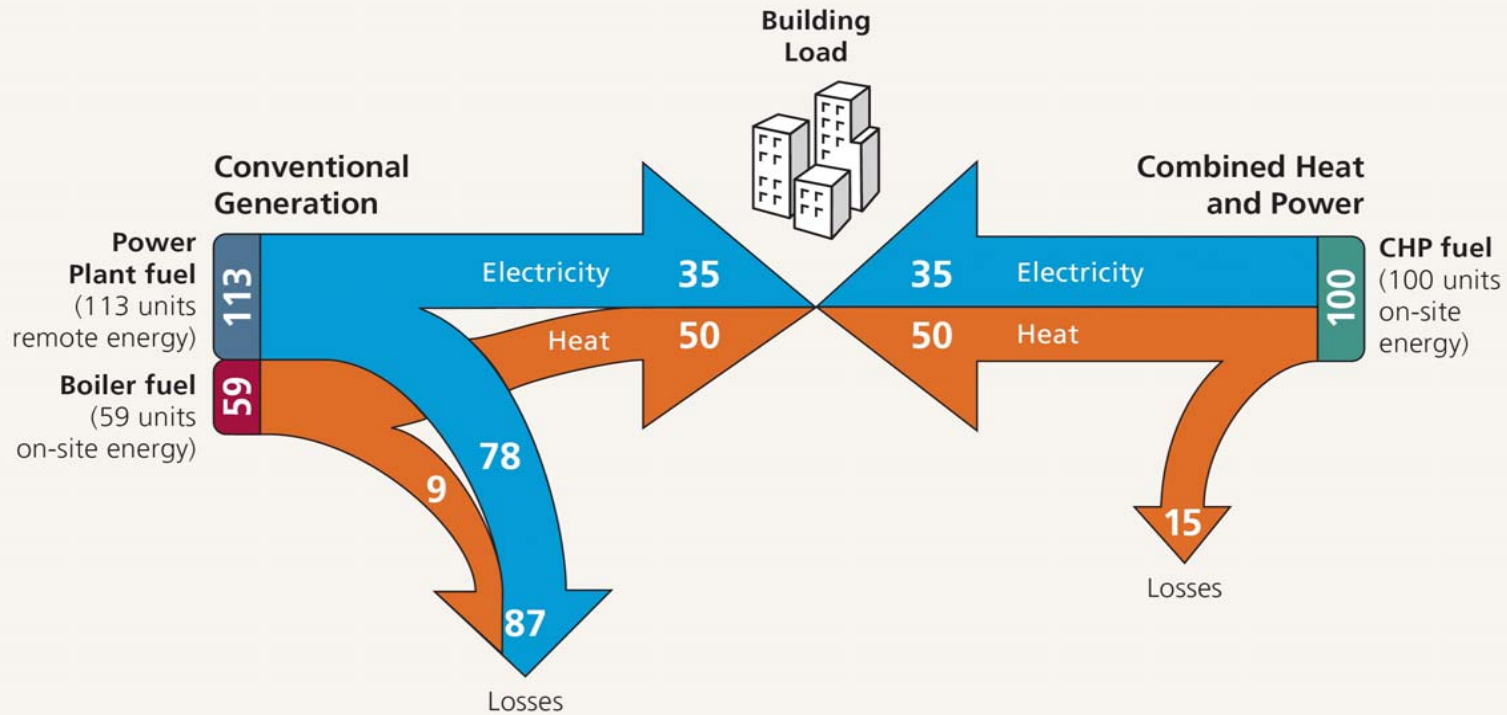 Building
Load
Conventional
Generation
Power
Plant fuel
(113 units
remote energy)
113
Boiler fuel
(59 units
on-site energy)
59
Electricity
35
Heat
50
78
9
87
Losses
Combined Heat
and Power
35
Electricity
50
Heat
100
CHP fuel
(100 units
on-site
energy)
15
Losses